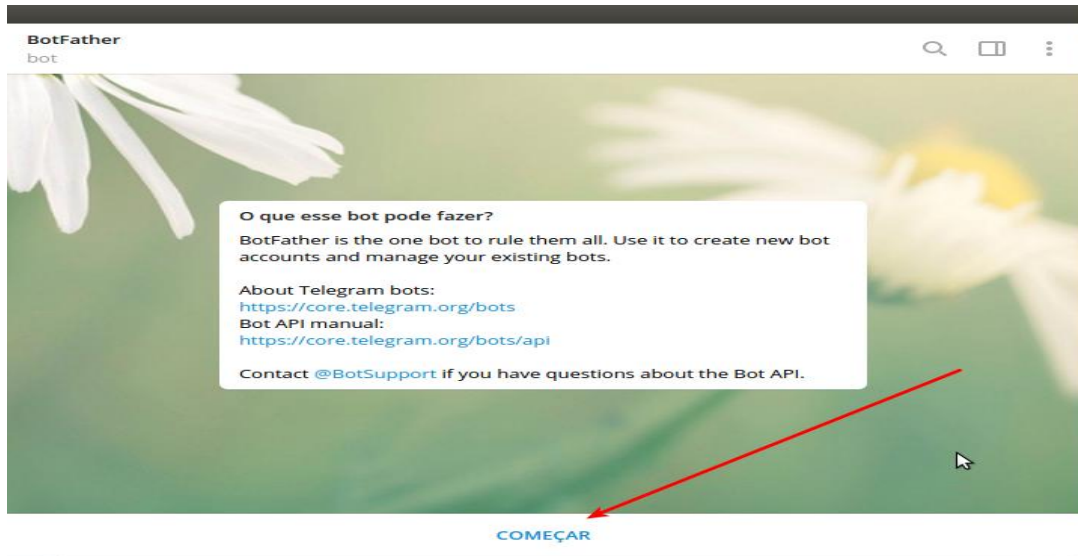 BotFather
bot
O que esse bot pode fazer?
BotFather is the one bot to rule them all. Use it to create new bot
accounts and manage your existing bots.
About Telegram bots:
https://core.telegram.org/bots
Bot API manual:
https://core.telegram.org/bots/api
Contact @BotSupport if you have questions about the Bot API.
COMEÇAR